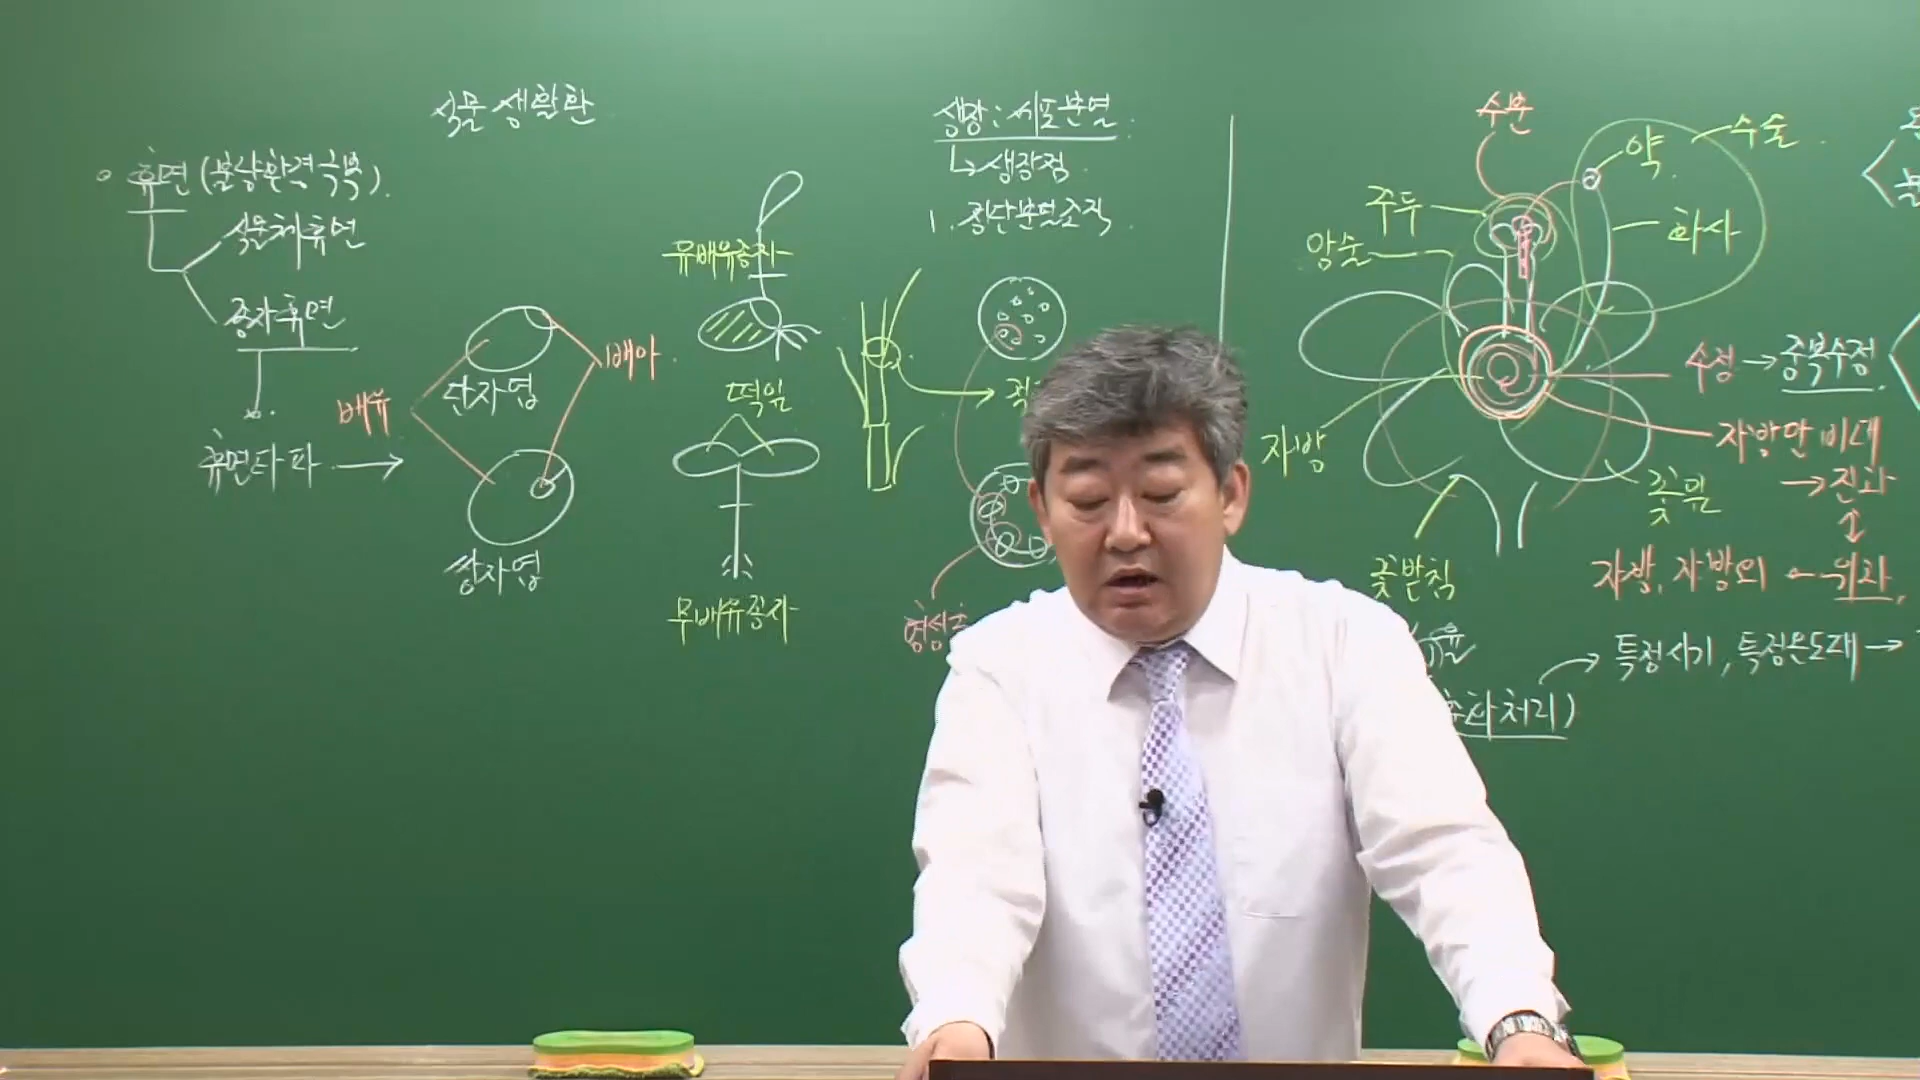 식물생활환
휴면 (불량환경극복).
식물체휴면
종자휴면
휴면타파 →
배유
배아
단자엽
쌍자엽
유배유종자
떡잎
무배유종자
생장 : 세포분열
↳ 생장점
1. 정단분열조직
수분
약
수술
주두
암술
화사
자방
꽃받침
꽃잎
수정 → 중복수정
자방만 비대
→ 진과
자방, 자방외 ← 위과
특정시기, 특정온도대 →
처리)